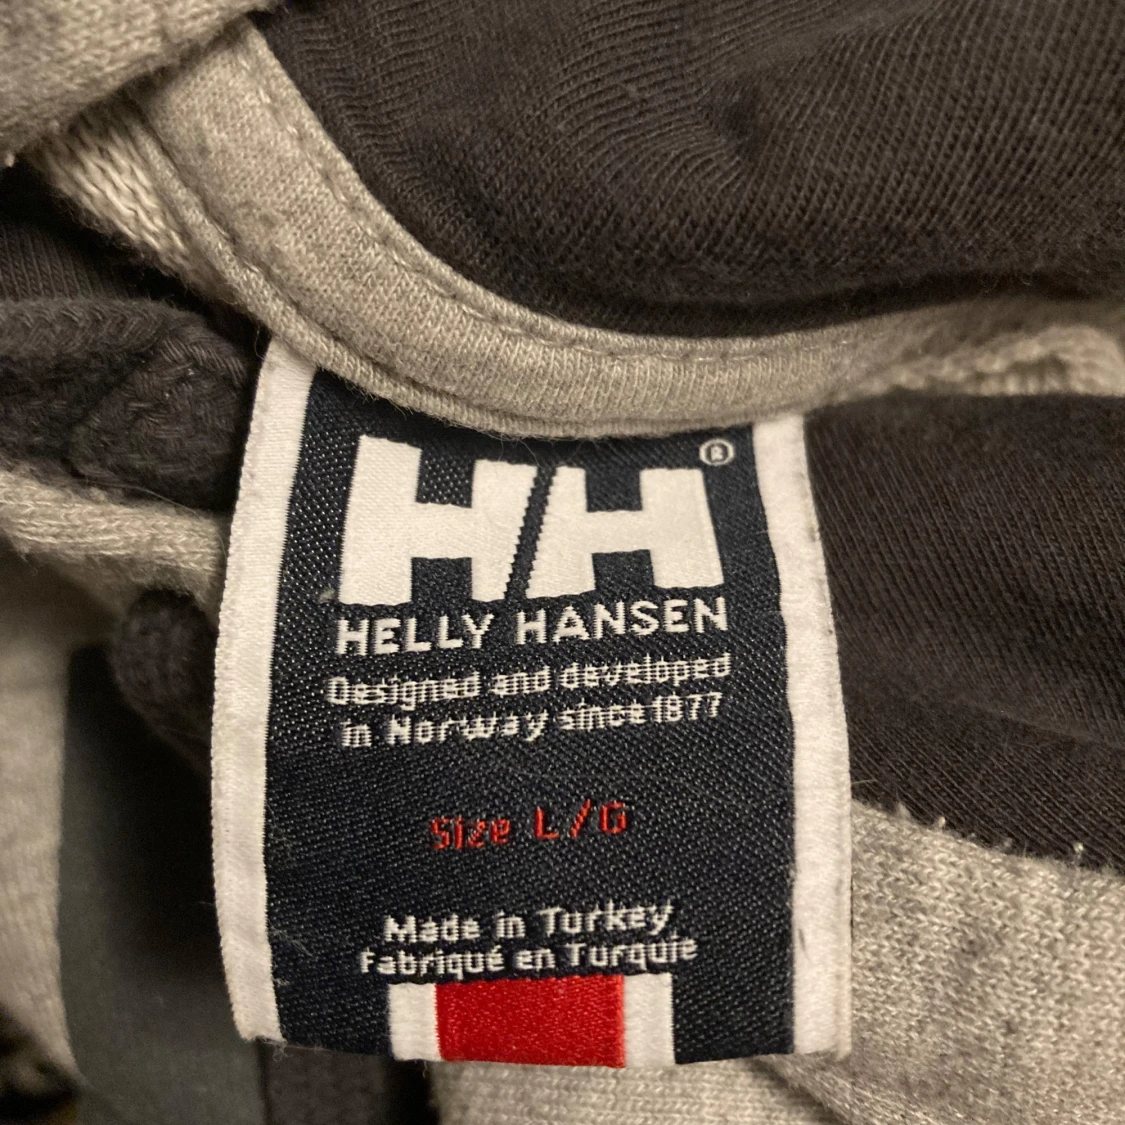 HH®
HELLY HANSEN
Designed and developed
in Norway since 1877
Size L/G
Made in Turkey,
Fabriqué en Turquie